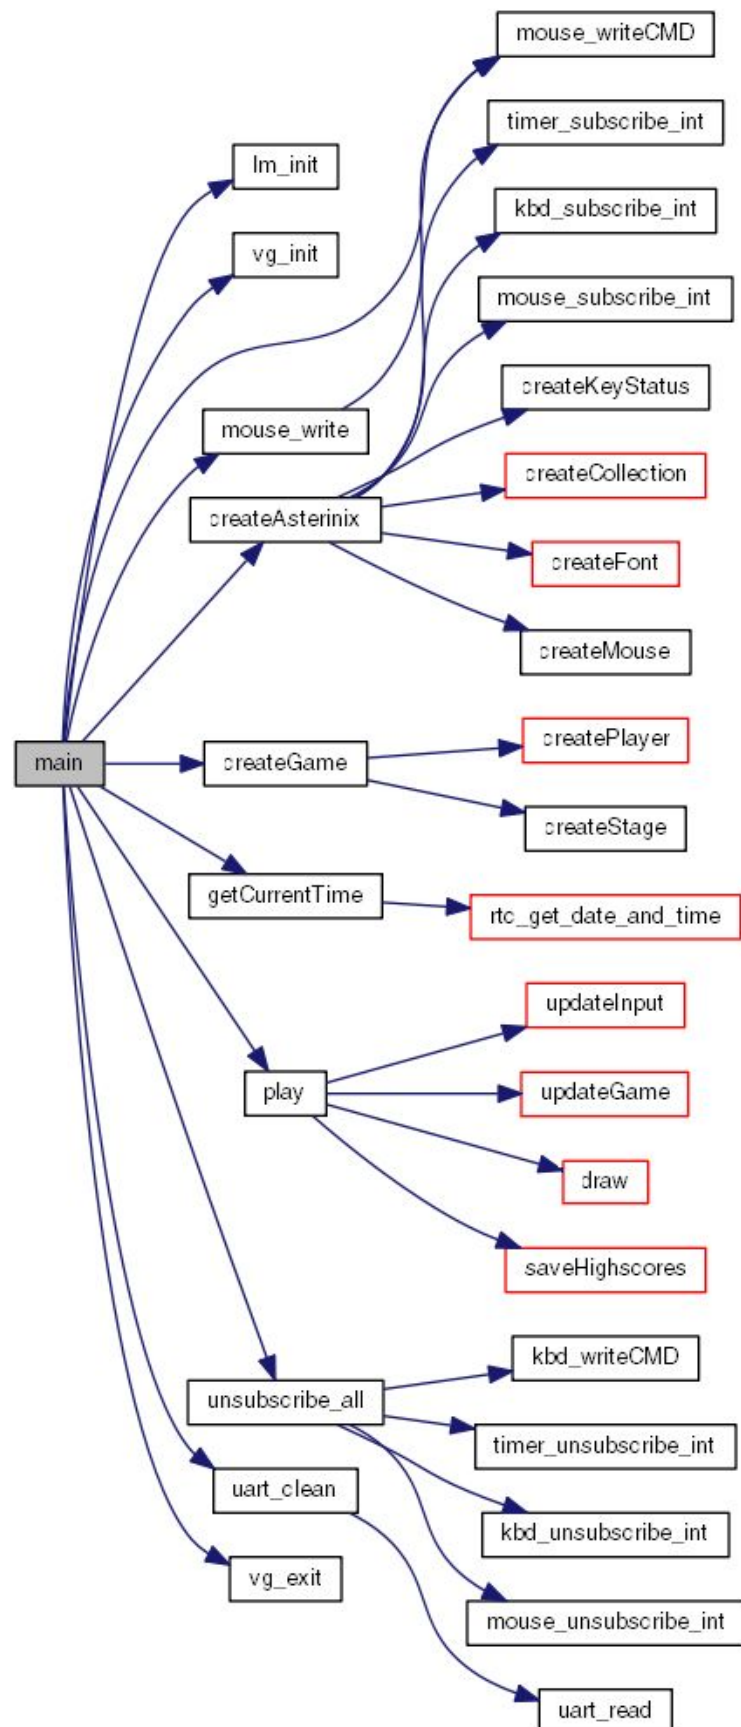 mouse_writeCMD
timer_subscribe_int
lm_init
kbd_subscribe_int
vg_init
mouse_subscribe_int
createKeyStatus
mouse_write
createCollection
createAsterinix
createFont
createMouse
createPlayer
main
createGame
createStage
getCurrentTime
rtc_get_date_and_time
updateInput
play
updateGame
draw
saveHighscores
kbd_writeCMD
unsubscribe_all
timer_unsubscribe_int
uart_clean
kbd_unsubscribe_int
vg_exit
mouse_unsubscribe_int
uart_read